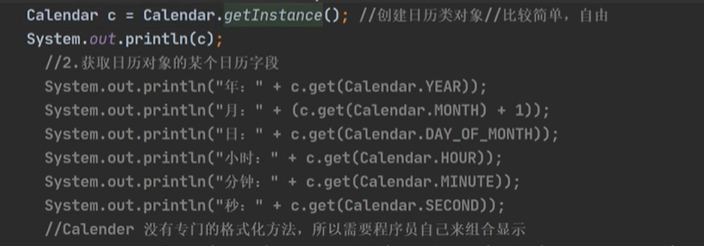 Calendar c = Calendar.getInstance(); //创建日历类对象//比较简单，自由
System.out.println(c);
//2.获取日历对象的某个日历字段
System.out.println("年：" + c.get(Calendar.YEAR));
System.out.println("月：" + (c.get(Calendar.MONTH) + 1));
System.out.println("日：" + c.get(Calendar.DAY_OF_MONTH));
System.out.println("小时：" + c.get(Calendar.HOUR));
System.out.println("分钟：" + c.get(Calendar.MINUTE));
System.out.println("秒：" + c.get(Calendar.SECOND));
//Calender 没有专门的格式化方法，所以需要程序员自己来组合显示